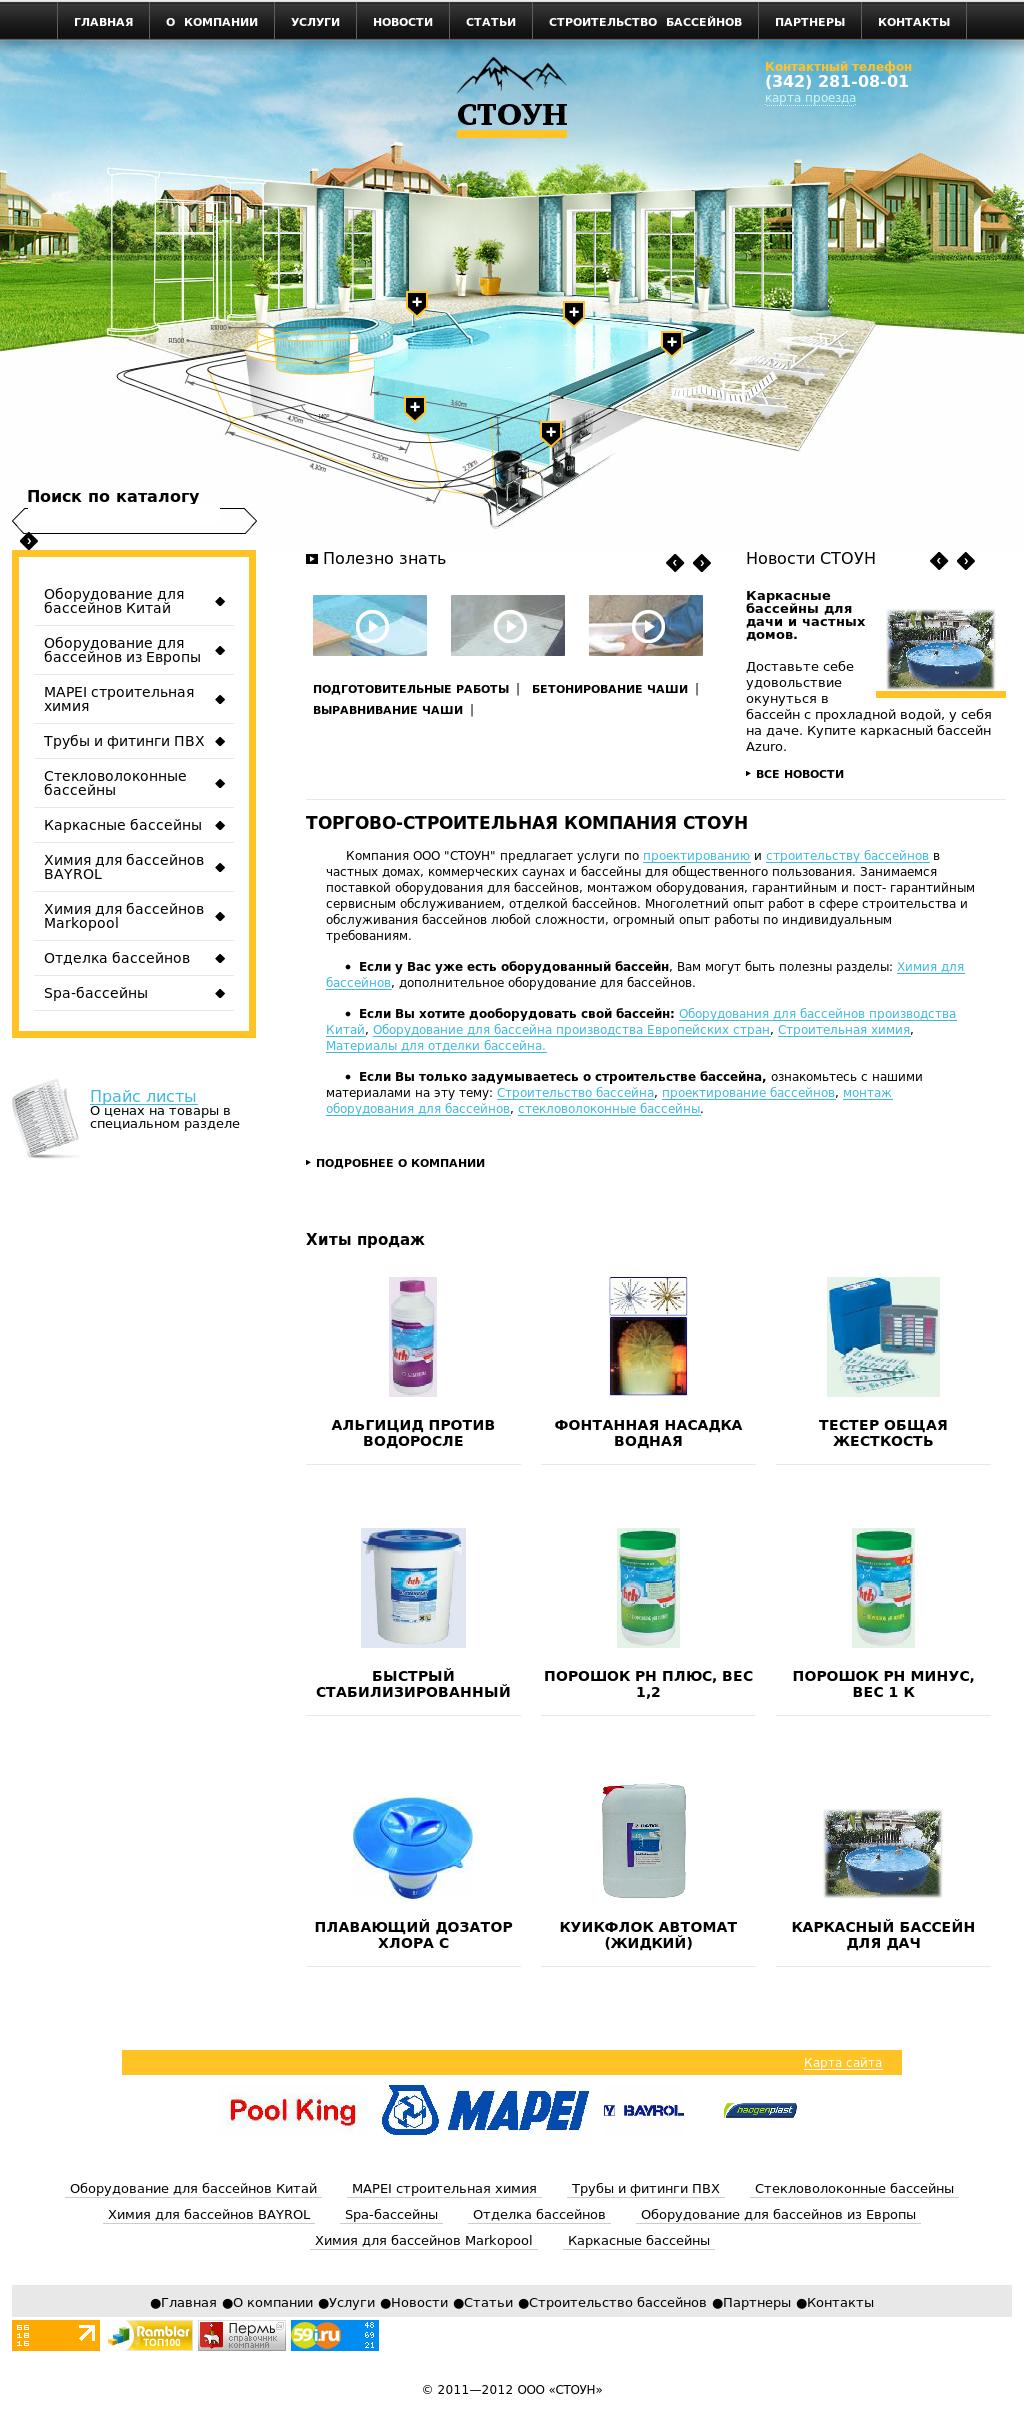 ГЛАВНАЯ
О КОМПАНИИ
УСЛУГИ
НОВОСТИ
СТАТЬИ
СТРОИТЕЛЬСТВО БАССЕЙНОВ
ПАРТНЕРЫ
КОНТАКТЫ
СТОУН
Контактный телефон
(342) 281-08-01
карта проезда
3,60m
4,70m
5,20m
4,10m
Поиск по каталогу
Оборудование для
бассейнов Китай
Оборудование для
бассейнов из Европы
MAPEI строительная
химия
Трубы и фитинги ПВХ
Стекловолоконные
бассейны
Каркасные бассейны
Химия для бассейнов
BAYROL
Химия для бассейнов
Markopool
Отделка бассейнов
Spa-бассейны
Прайс листы
О ценах на товары в
специальном разделе
Полезно знать
ПОДГОТОВИТЕЛЬНЫЕ РАБОТЫ | БЕТОНИРОВАНИЕ ЧАШИ |
ВЫРАВНИВАНИЕ ЧАШИ |
Новости СТОУН
Каркасные
бассейны для
дачи и частных
домов.
Доставьте себе
удовольствие
окунуться в
бассейн с прохладной водой, у себя
на даче. Купите каркасный бассейн
Azuro.
ВСЕ НОВОСТИ
ТОРГОВО-СТРОИТЕЛЬНАЯ КОМПАНИЯ СТОУН
Компания ООО "СТОУН" предлагает услуги по проектированию и строительству бассейнов в
частных домах, коммерческих саунах и бассейны для общественного пользования. Занимаемся
поставкой оборудования для бассейнов, монтажом оборудования, гарантийным и пост- гарантийным
сервисным обслуживанием, отделкой бассейнов. Многолетний опыт работ в сфере строительства и
обслуживания бассейнов любой сложности, огромный опыт работы по индивидуальным
требованиям.
• Если у Вас уже есть оборудованный бассейн, Вам могут быть полезны разделы: Химия для
бассейнов, дополнительное оборудование для бассейнов.
• Если Вы хотите дооборудовать свой бассейн: Оборудования для бассейнов производства
Китай, Оборудование для бассейна производства Европейских стран, Строительная химия,
Материалы для отделки бассейна.
• Если Вы только задумываетесь о строительстве бассейна, ознакомьтесь с нашими
материалами на эту тему: Строительство бассейна, проектирование бассейнов, монтаж
оборудования для бассейнов, стекловолоконные бассейны.
ПОДРОБНЕЕ О КОМПАНИИ
Хиты продаж
hth
АЛЬГИЦИД ПРОТИВ
ВОДОРОСЛЕ
ФОНТАННАЯ НАСАДКА
ВОДНАЯ
ТЕСТЕР ОБЩАЯ
ЖЕСТКОСТЬ
hth
БЫСТРЫЙ
СТАБИЛИЗИРОВАННЫЙ
hth
ПОРОШОК PH ПЛЮС, ВЕС
1,2
hth
ПОРОШОК PH МИНУС,
ВЕС 1 К
ПЛАВАЮЩИЙ ДОЗАТОР
ХЛОРА С
КУИКФЛОК АВТОМАТ
(ЖИДКИЙ)
КАРКАСНЫЙ БАССЕЙН
ДЛЯ ДАЧ
Карта сайта
Pool King
MAPEI
BAYROL
haogenplast
Оборудование для бассейнов Китай
MAPEI строительная химия
Трубы и фитинги ПВХ
Стекловолоконные бассейны
Химия для бассейнов BAYROL
Spa-бассейны
Отделка бассейнов
Оборудование для бассейнов из Европы
Химия для бассейнов Markopool
Каркасные бассейны
●Главная ●О компании ●Услуги ●Новости ●Статьи ●Строительство бассейнов ●Партнеры ●Контакты
Rambler
ТОП100
Пермь
справочник
компаний
59i.ru
48
69
21
© 2011—2012 ООО «СТОУН»